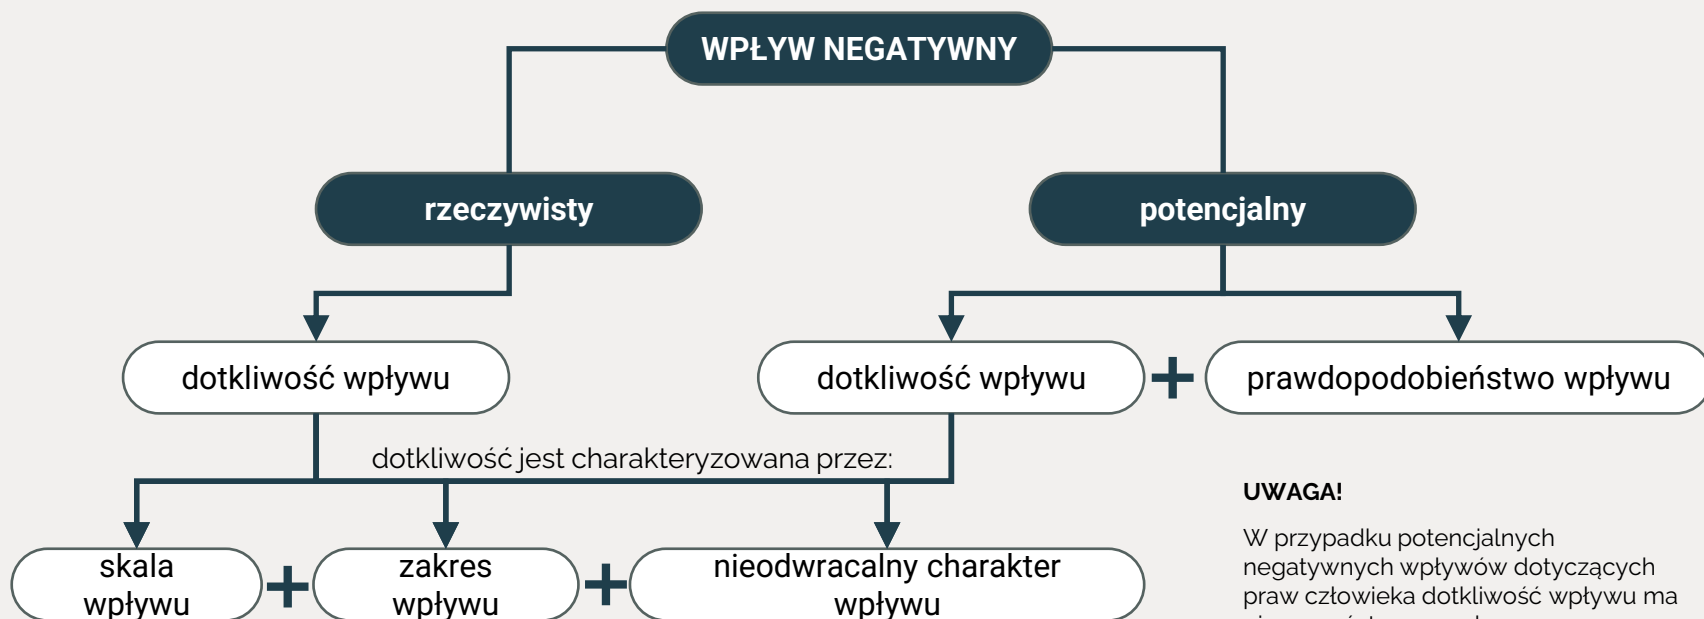 WPŁYW NEGATYWNY
rzeczywisty
potencjalny
dotkliwość wpływu
dotkliwość wpływu
+
prawdopodobieństwo wpływu
dotkliwość jest charakteryzowana przez:
skala
wpływu
+
zakres
wpływu
+
nieodwracalny charakter
wpływu
UWAGA!
W przypadku potencjalnych
negatywnych wpływów dotyczących
praw człowieka dotkliwość wpływu ma